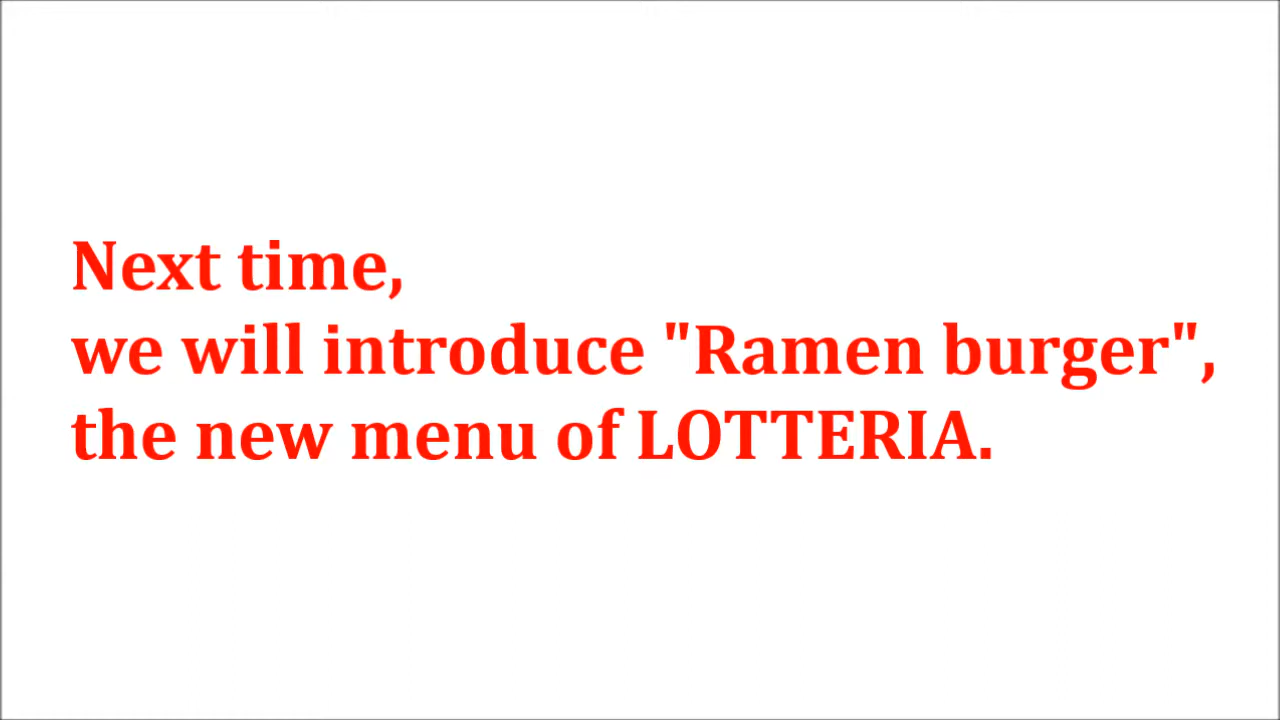 Next time,
we will introduce "Ramen burger",
the new menu of LOTTERIA.